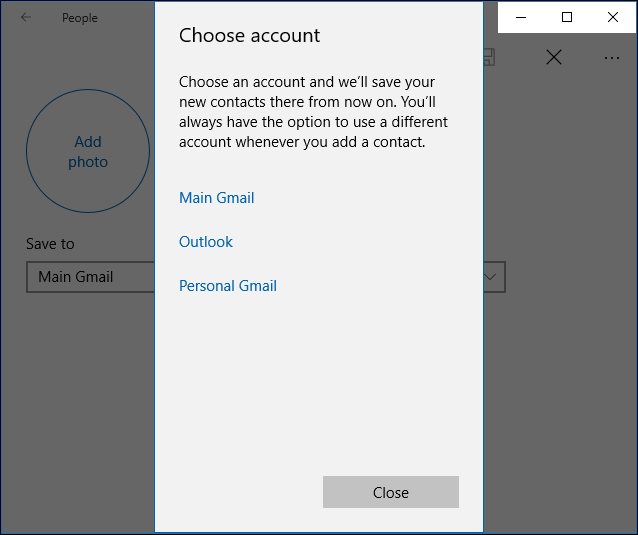 People
Choose account
Choose an account and we’ll save your
new contacts there from now on. You’ll
always have the option to use a different
account whenever you add a contact.
Add
photo
Main Gmail
Outlook
Save to
Main Gmail
Personal Gmail
Close